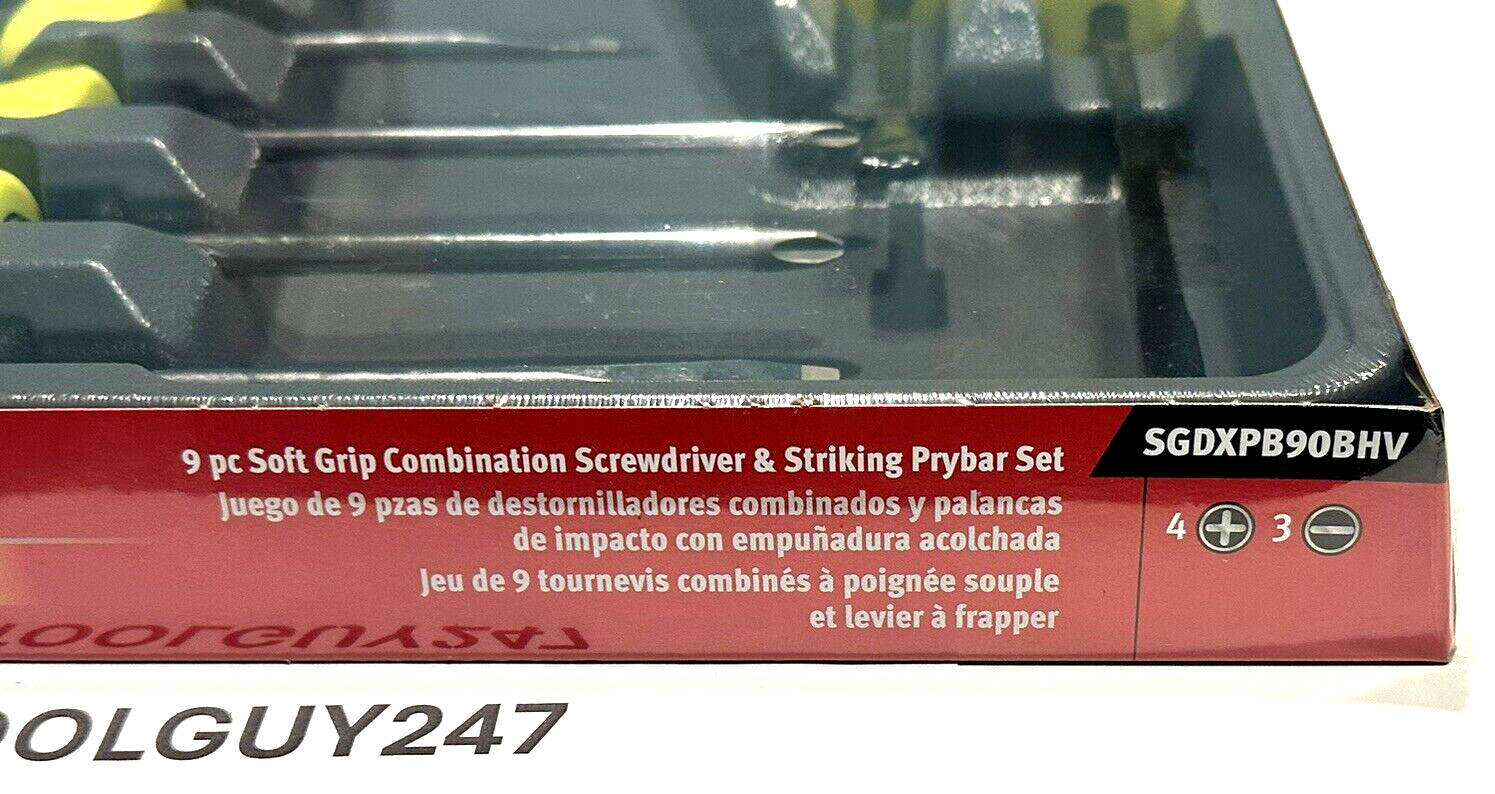 9 pc Soft Grip Combination Screwdriver & Striking Prybar Set
Juego de 9 pzas de destornilladores combinados y palancas
de impacto con empuñadura acolchada
Jeu de 9 tournevis combinés à poignée souple
et levier à frapper
SGDXPB90BHV
4 3
TOOLGUY247
OOLGUY247